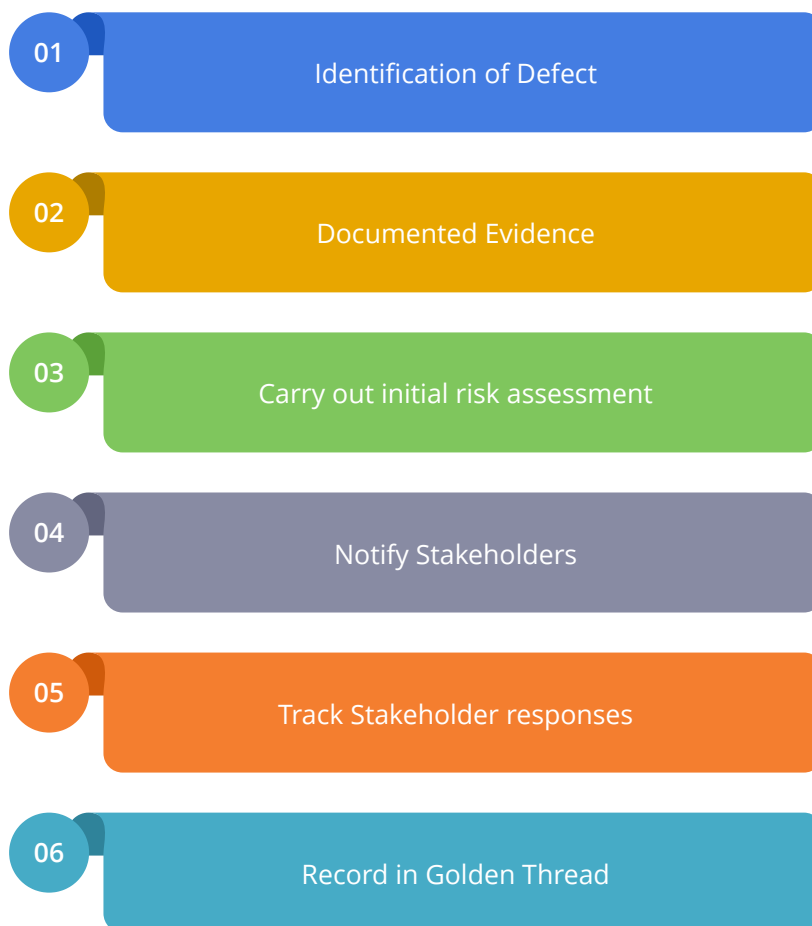 01
Identification of Defect
02
Documented Evidence
03
Carry out initial risk assessment
04
Notify Stakeholders
05
Track Stakeholder responses
06
Record in Golden Thread